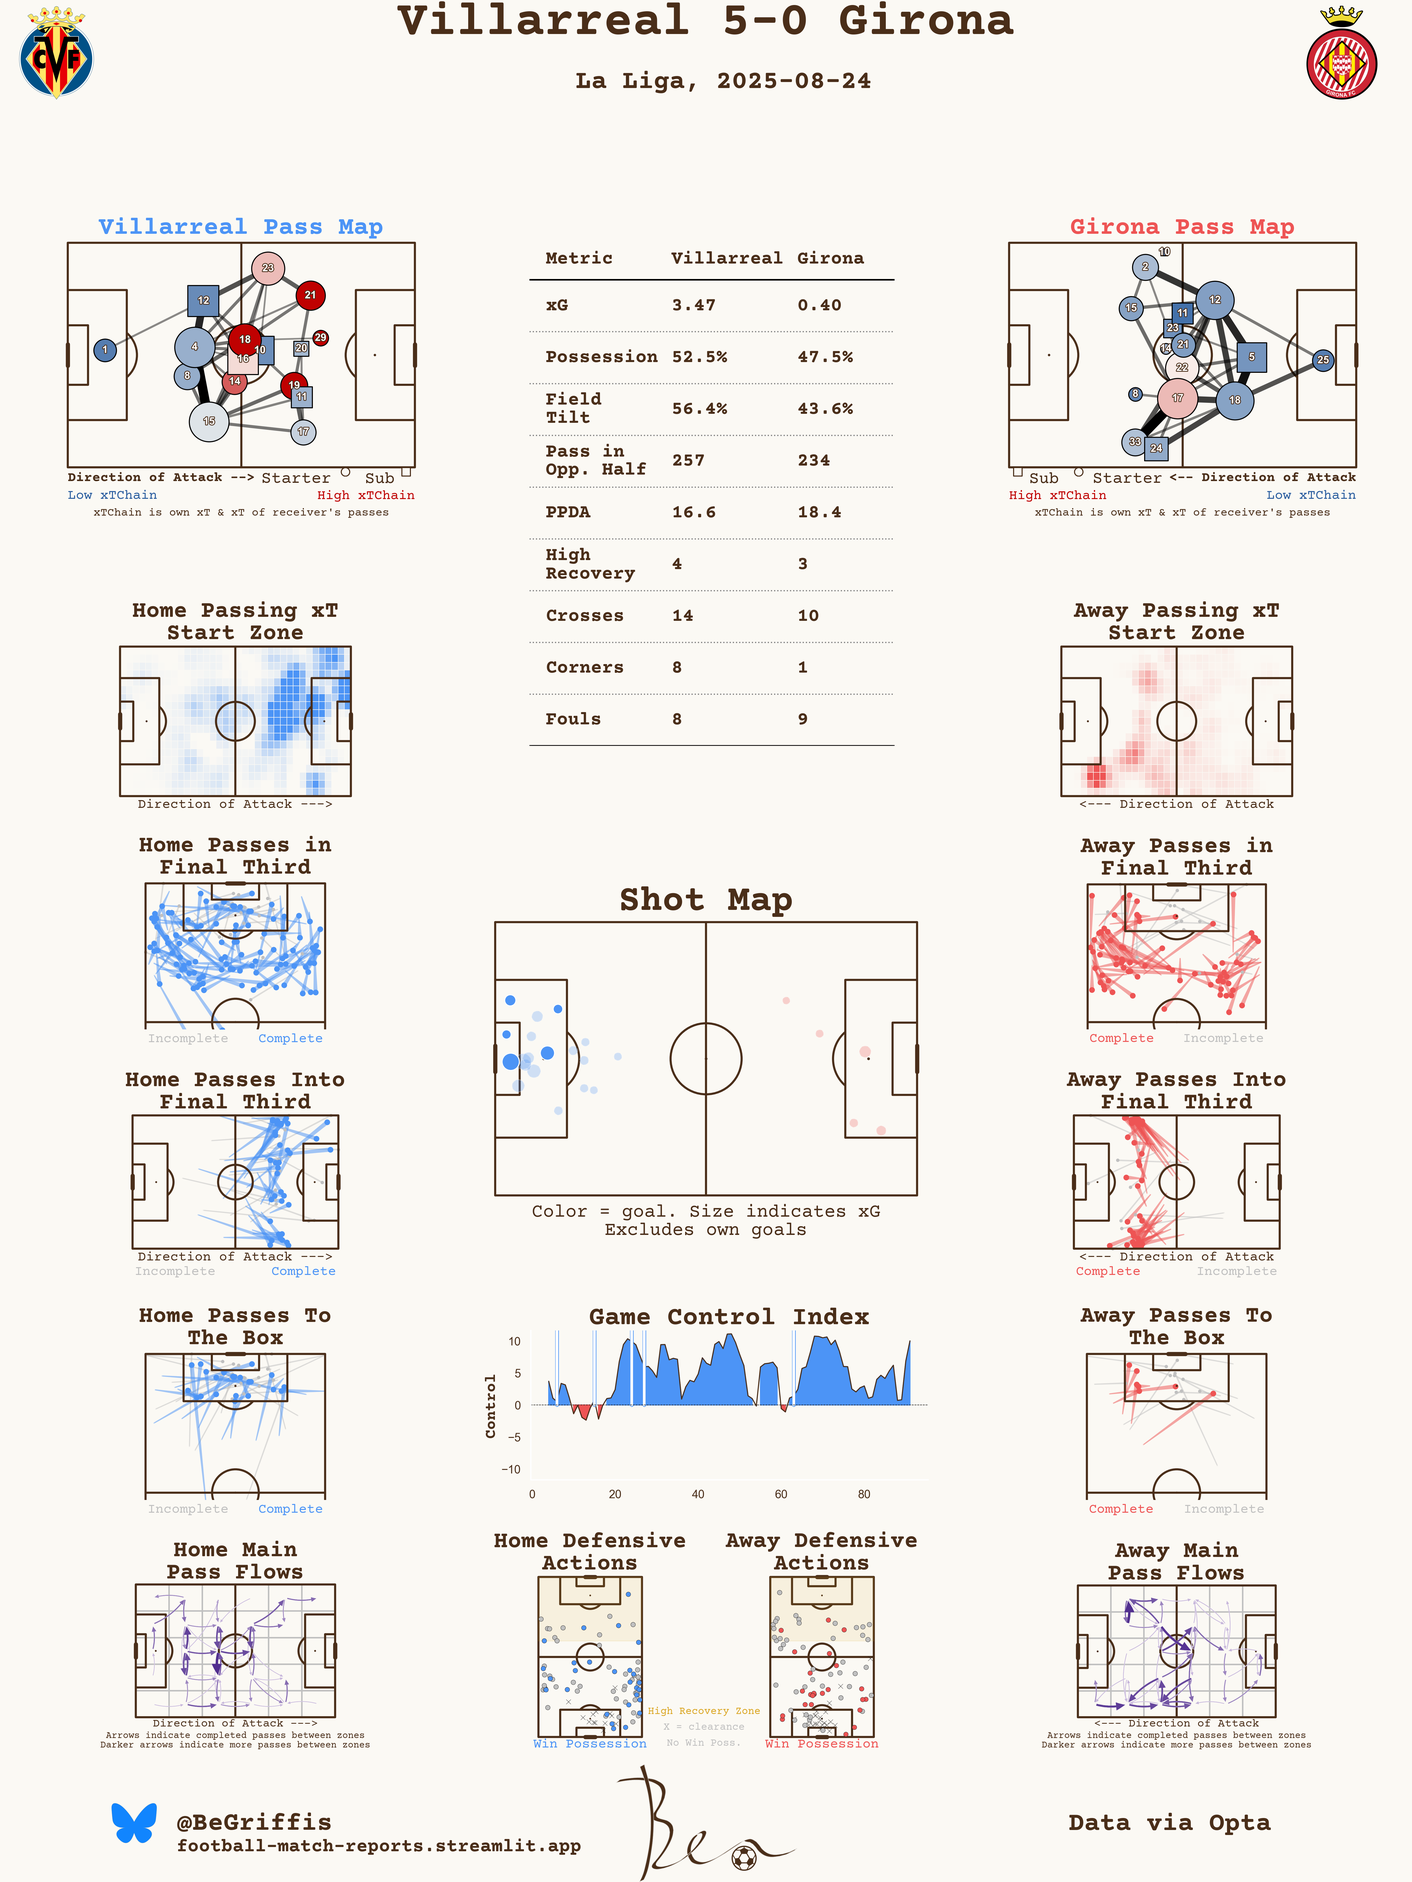 Villarreal 5-0 Girona
La Liga, 2025-08-24
CVF
GIRONA FC
Villarreal Pass Map
23
21
12
29
18
4
20
10
1
16
8
14
19
11
15
17
Direction of Attack --> Starter Sub
Low xTChain High xTChain
xTChain is own xT & xT of receiver's passes
Metric Villarreal Girona
xG 3.47 0.40
Possession 52.5% 47.5%
Field
Tilt 56.4% 43.6%
Pass in
Opp. Half 257 234
PPDA 16.6 18.4
High
Recovery 4 3
Crosses 14 10
Corners 8 1
Fouls 8 9
Girona Pass Map
10
2
12
15
11
23
21
14
5
25
22
8
17
18
33
24
Sub Starter <-- Direction of Attack
High xTChain Low xTChain
xTChain is own xT & xT of receiver's passes
Home Passing xT
Start Zone
Direction of Attack --->
Away Passing xT
Start Zone
<--- Direction of Attack
Home Passes in
Final Third
Incomplete Complete
Away Passes in
Final Third
Complete Incomplete
Shot Map
Color = goal. Size indicates xG
Excludes own goals
Home Passes Into
Final Third
Direction of Attack --->
Incomplete Complete
Away Passes Into
Final Third
<--- Direction of Attack
Complete Incomplete
Home Passes To
The Box
Incomplete Complete
Game Control Index
Control
10
5
0
−5
−10
0 20 40 60 80
Away Passes To
The Box
Complete Incomplete
Home Main
Pass Flows
Direction of Attack --->
Arrows indicate completed passes between zones
Darker arrows indicate more passes between zones
Home Defensive
Actions
Win Possession
High Recovery Zone
X = clearance
No Win Poss.
Away Defensive
Actions
Win Possession
Away Main
Pass Flows
<--- Direction of Attack
Arrows indicate completed passes between zones
Darker arrows indicate more passes between zones
@BeGriffis
football-match-reports.streamlit.app
Ben
Data via Opta